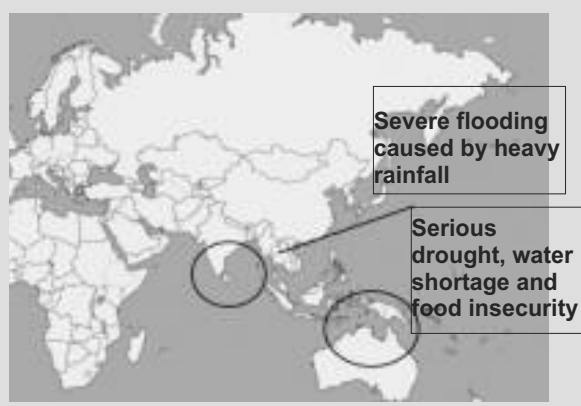 Severe flooding
caused by heavy
rainfall
Serious
drought, water
shortage and
food insecurity